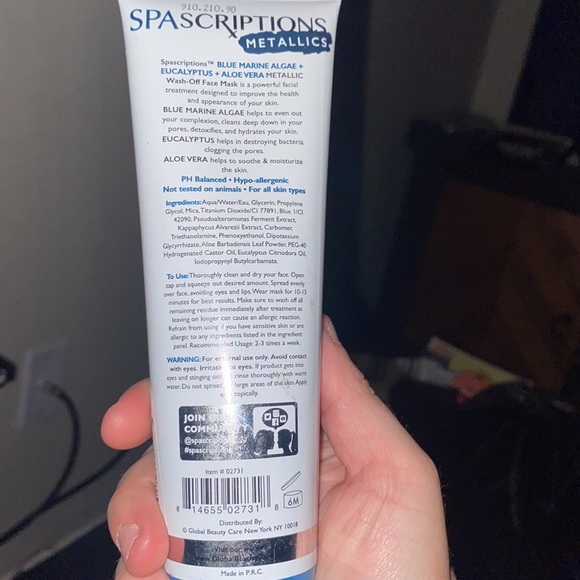 910.210.90
SPASCRIPTIONS
METALLICS
Spascriptions™ BLUE MARINE ALGAE +
EUCALYPTUS + ALOE VERA METALLIC
Wash-Off Face Mask is a powerful facial
treatment designed to improve the health
and appearance of your skin.
BLUE MARINE ALGAE helps to even out
your complexion, cleans deep down in your
pores, detoxifies, and hydrates your skin.
EUCALYPTUS helps in destroying bacteria
clogging the pores.
ALOE VERA helps to soothe & moisturize
the skin.
PH Balanced • Hypo-allergenic
Not tested on animals • For all skin types
Ingredients: Aqua/Water/Eau, Glycerin, Propylene
Glycol, Mica, Titanium Dioxide/CI 77891, Blue 1/CI
42090, Pseudoalteromonas Ferment Extract,
Kappaphycus Alvarezii Extract, Carbomer,
Triethanolamine, Phenoxyethanol, Dipotassium
Glycyrrhizate, Aloe Barbadensis Leaf Powder, PEG-40
Hydrogenated Castor Oil, Eucalyptus Citriodora Oil,
Iodopropynyl Butylcarbamate.
To Use: Thoroughly clean and dry your face. Open
cap and squeeze out desired amount. Spread evenly
over face, avoiding eyes and lips. Wear mask for 10-15
minutes for best results. Make sure to wash off all
remaining residue immediately after treatment as
leaving on longer can cause an allergic reaction.
Refrain from using if you have sensitive skin or are
allergic to any ingredients listed in the ingredient
panel. Recommended Usage: 2-3 times a week.
WARNING: For external use only. Avoid contact
with eyes. Irritating to eyes. If product gets into
eyes and stinging occurs, rinse thoroughly with warm
water. Do not spread on large areas of the skin. Apply
topically.
JOIN
COMMU
@spascriptions
#spascriptions
Item # 02731
8 14655 02731 8
6M
Distributed By:
© Global Beauty Care New York NY 10018
Visit our
www.GlobalBeau
Made in P.R.C.